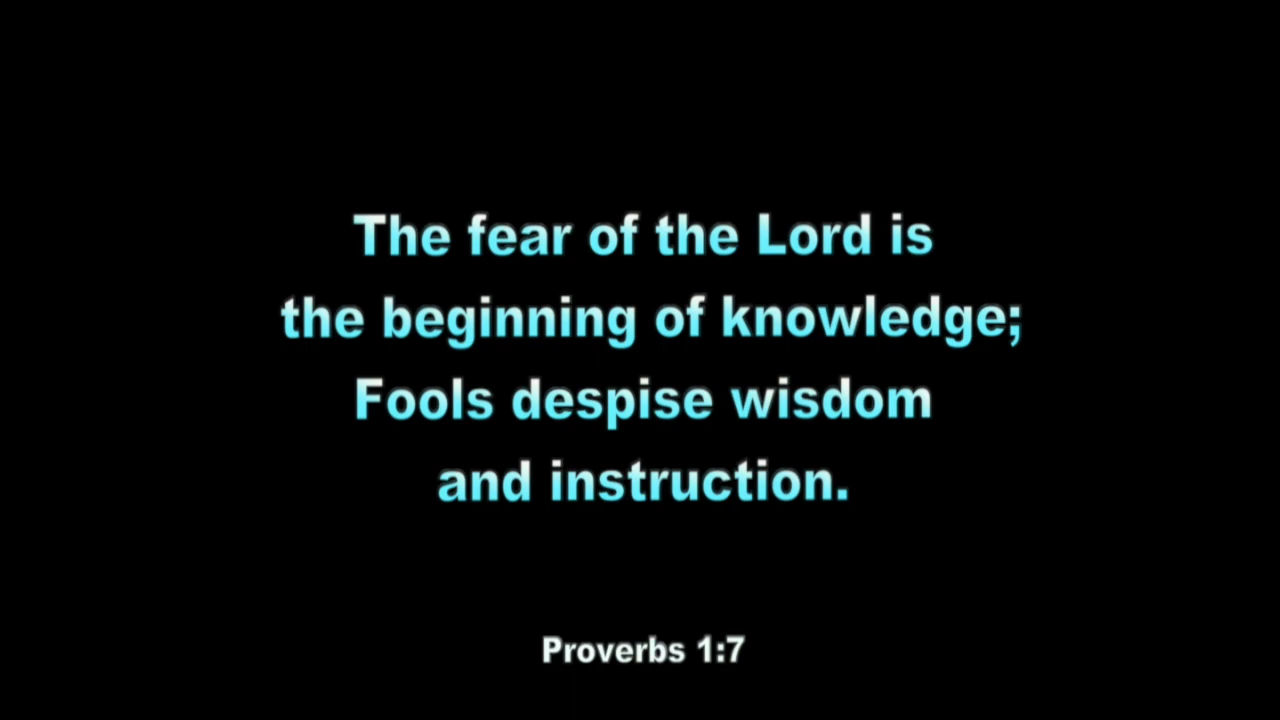 The fear of the Lord is
the beginning of knowledge;
Fools despise wisdom
and instruction.
Proverbs 1:7